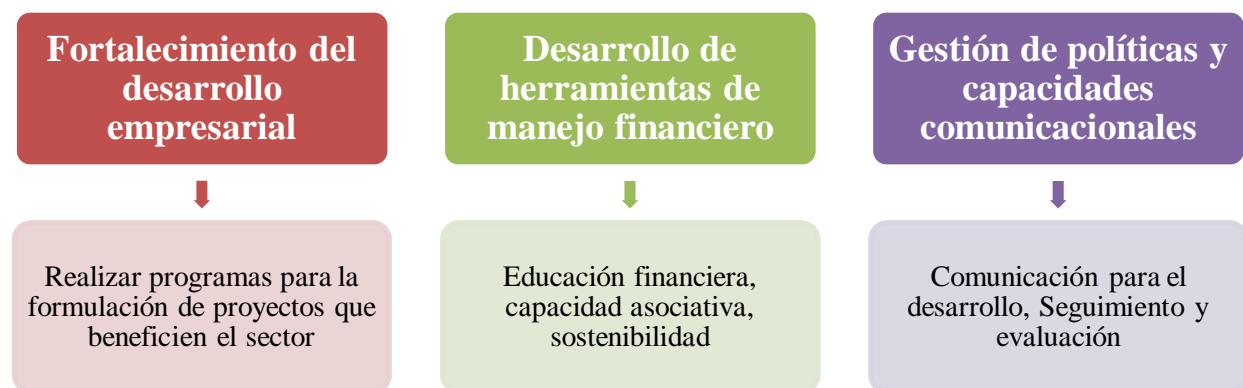 Fortalecimiento del
desarrollo
empresarial
Realizar programas para la
formulación de proyectos que
beneficien el sector
Desarrollo de
herramientas de
manejo financiero
Educación financiera,
capacidad asociativa,
sostenibilidad
Gestión de políticas y
capacidades
comunicacionales
Comunicación para el
desarrollo, Seguimiento y
evaluación